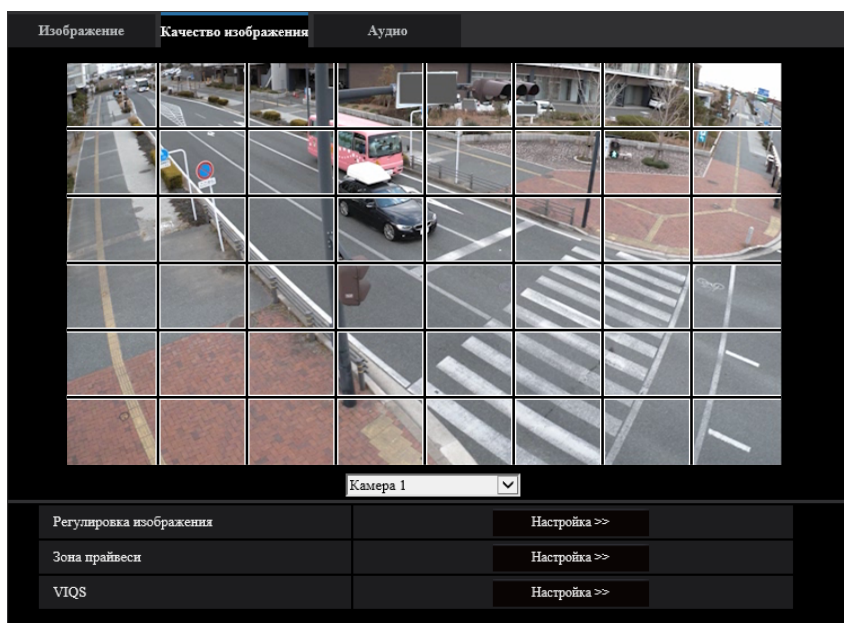 Изображение Качество изображения Аудио
Камера 1
Регулировка изображения Настройка >>
Зона прайвеси Настройка >>
VIQS Настройка >>